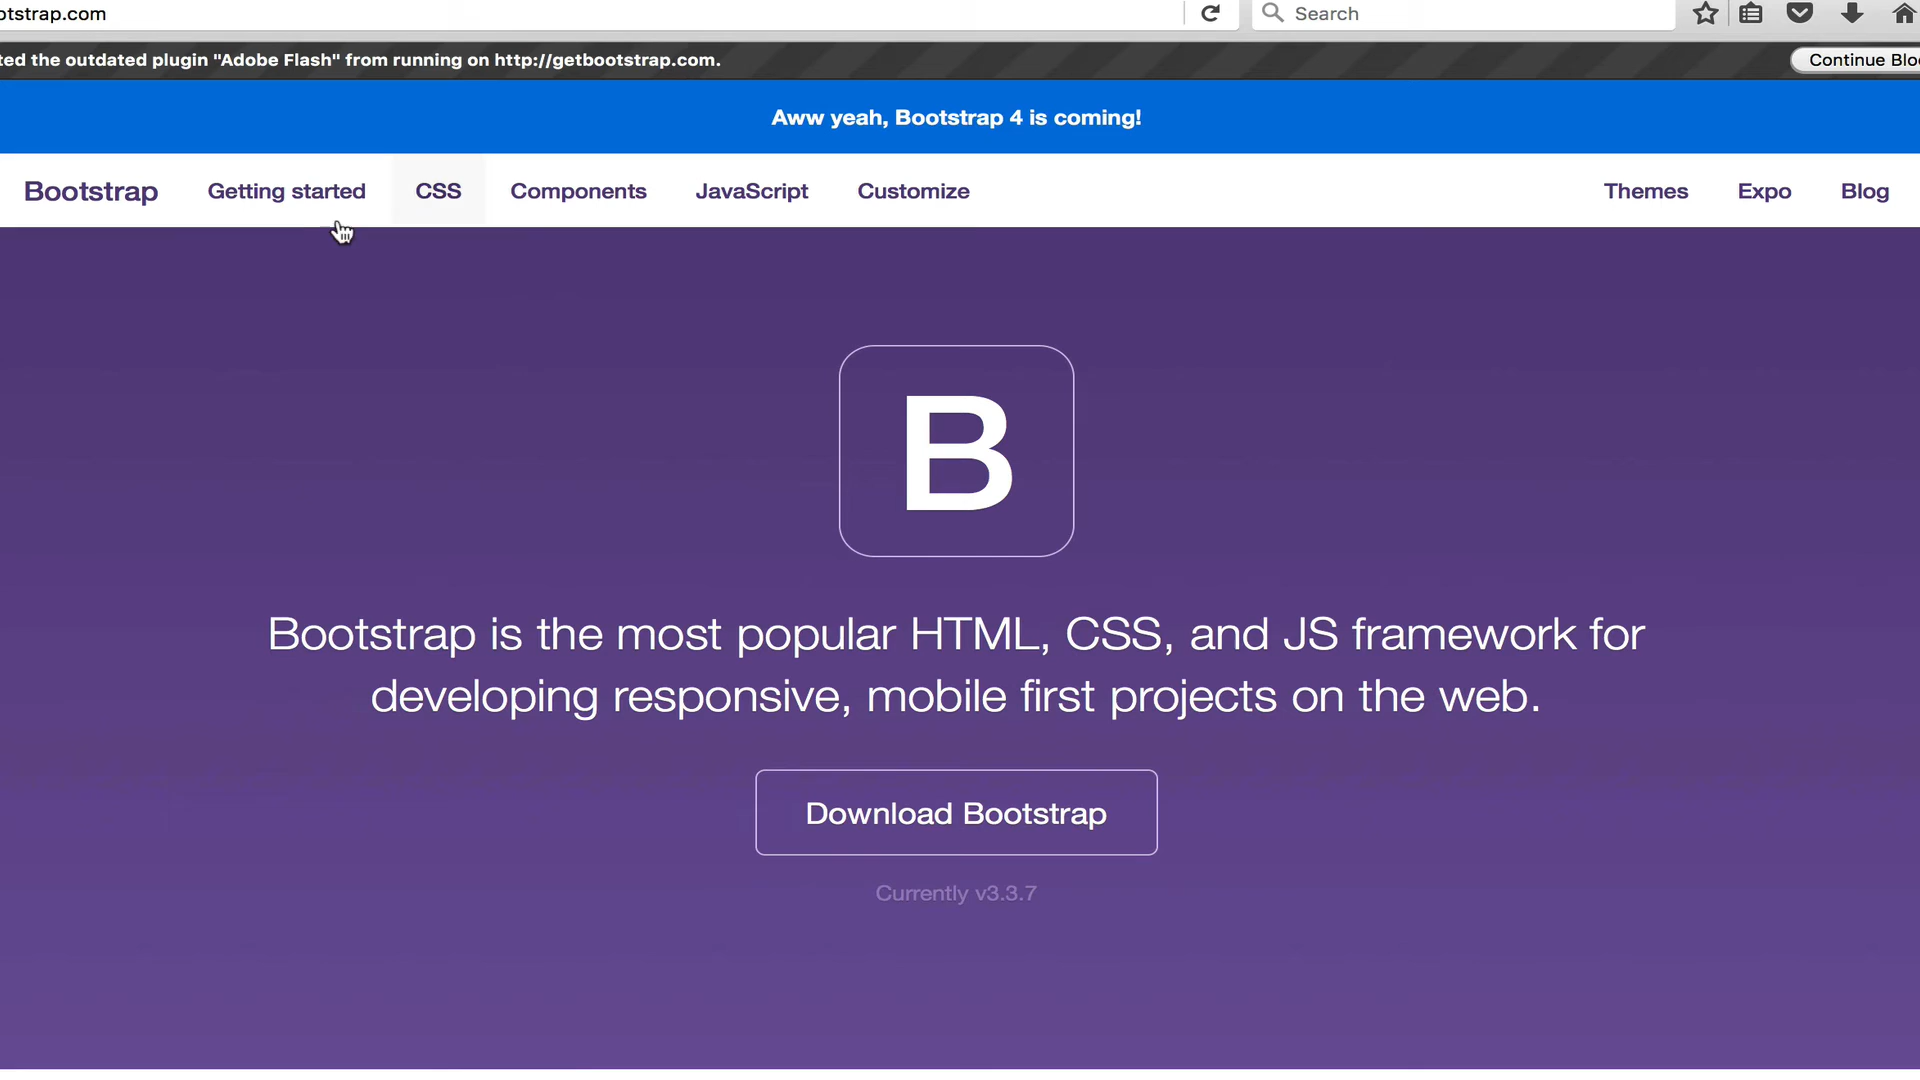 otstrap.com
Search
ted the outdated plugin "Adobe Flash" from running on http://getbootstrap.com.
Continue Bloc
Aww yeah, Bootstrap 4 is coming!
Bootstrap Getting started CSS Components JavaScript Customize Themes Expo Blog
B
Bootstrap is the most popular HTML, CSS, and JS framework for
developing responsive, mobile first projects on the web.
Download Bootstrap
Currently v3.3.7